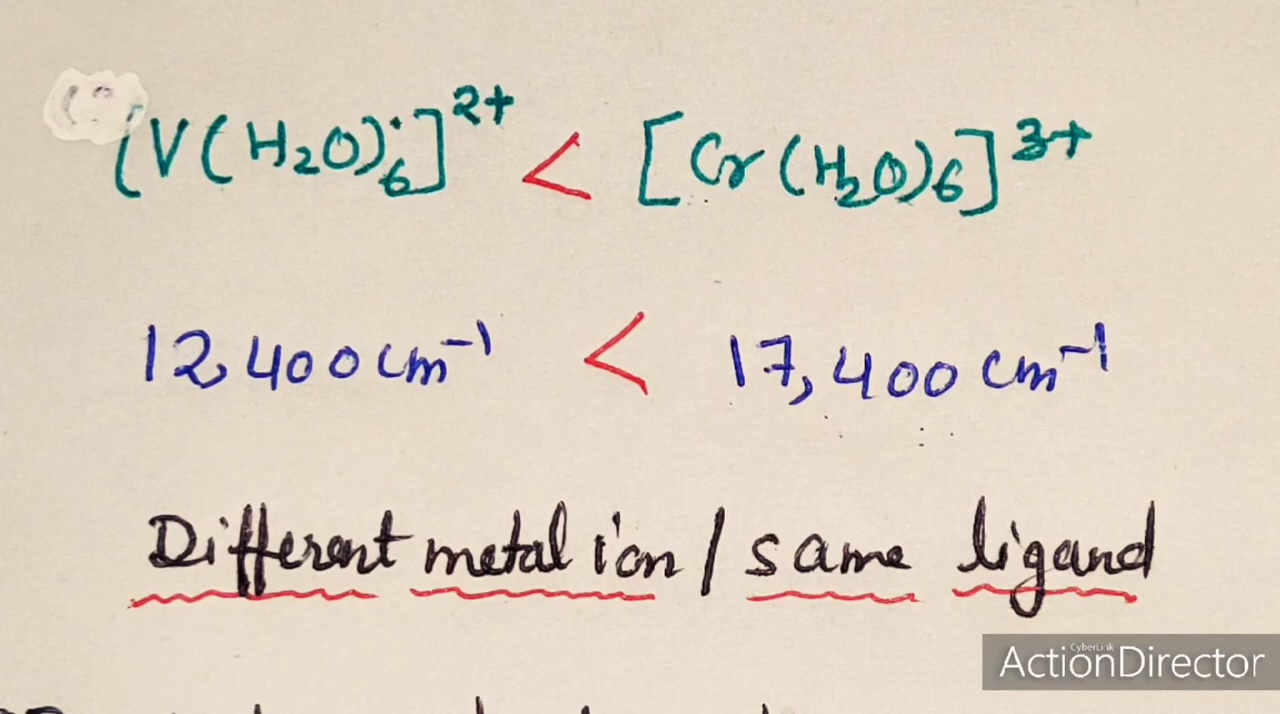 [V(H₂O)₆]²⁺ < [Cr(H₂O)₆]³⁺
12,400 cm⁻¹ < 17,400 cm⁻¹
Different metal ion / same ligand
CyberLink
ActionDirector